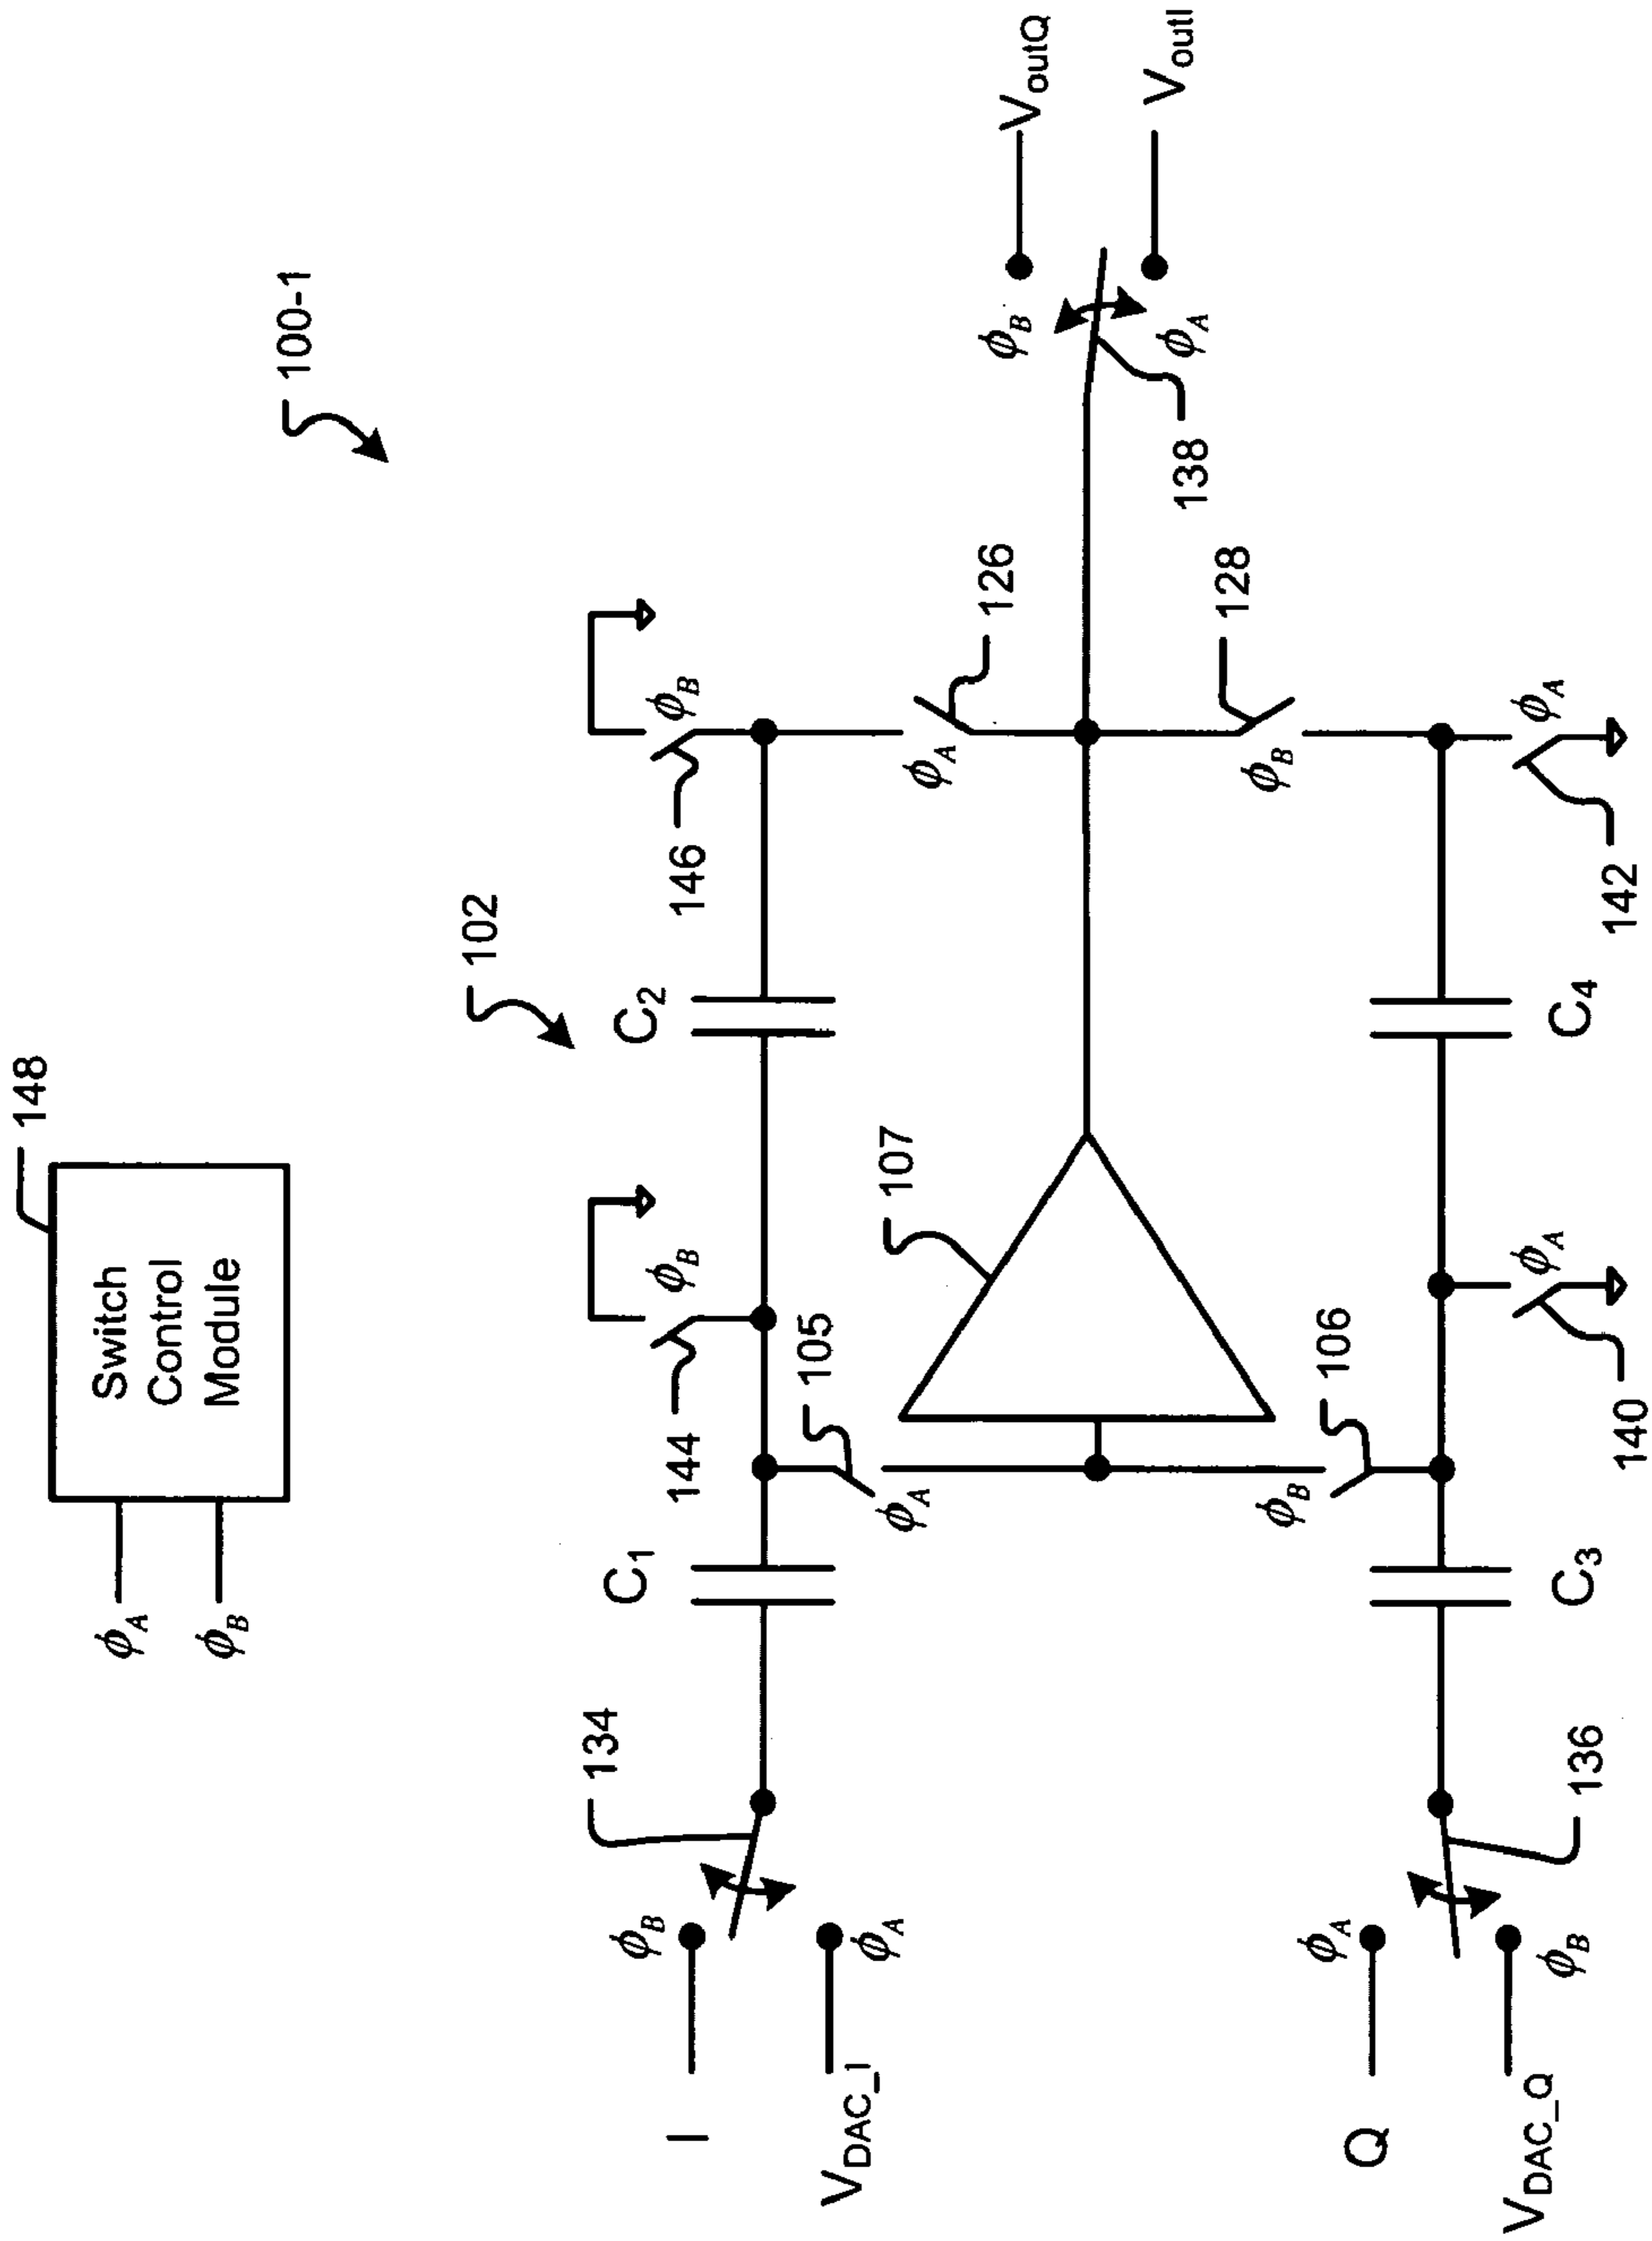 148
Switch
Control
Module
ϕA
ϕB
100-1
102
I
ϕB
VDAC_I
ϕA
134
C1
144
ϕB
105
ϕA
C2
146
ϕB
126
ϕA
107
128
ϕB
138
ϕB
ϕA
VoutQ
VoutI
Q
ϕA
VDAC_Q
ϕB
136
C3
106
ϕB
140
ϕA
C4
142
ϕA